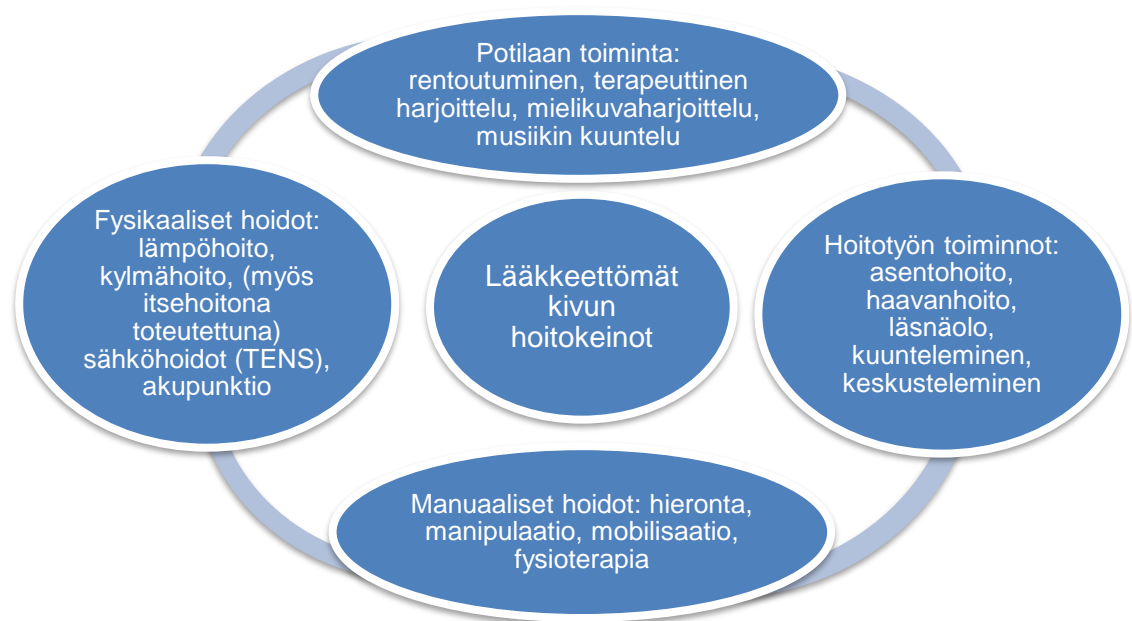 Potilaan toiminta:
rentoutuminen, terapeuttinen
harjoittelu, mielikuvaharjoittelu,
musiikin kuuntelu
Fysikaaliset hoidot:
lämpöhoito,
kylmähoito, (myös
itsehoitona
toteutettuna)
sähköhoidot (TENS),
akupunktio
Lääkkeettömät
kivun
hoitokeinot
Hoitotyön toiminnot:
asentohoito,
haavanhoito,
läsnäolo,
kuunteleminen,
keskusteleminen
Manuaaliset hoidot: hieronta,
manipulaatio, mobilisaatio,
fysioterapia